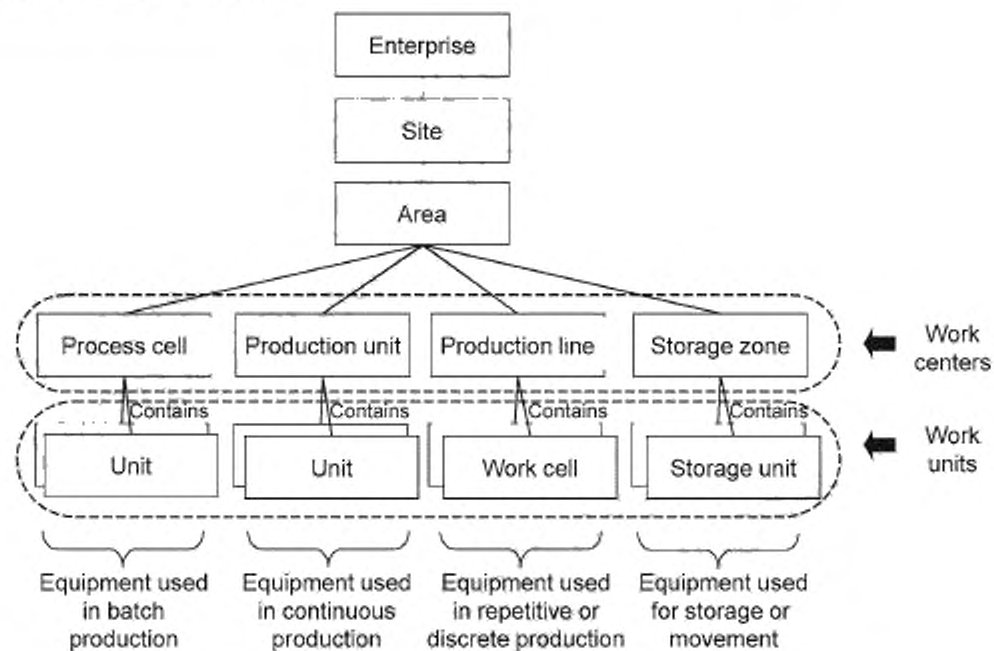 Enterprise
Site
Area
Process cell
Production unit
Production line
Storage zone
Work
centers
Contains
Contains
Contains
Contains
Unit
Unit
Work cell
Storage unit
Work
units
Equipment used
in batch
production
Equipment used
in continuous
production
Equipment used
in repetitive or
discrete production
Equipment used
for storage or
movement